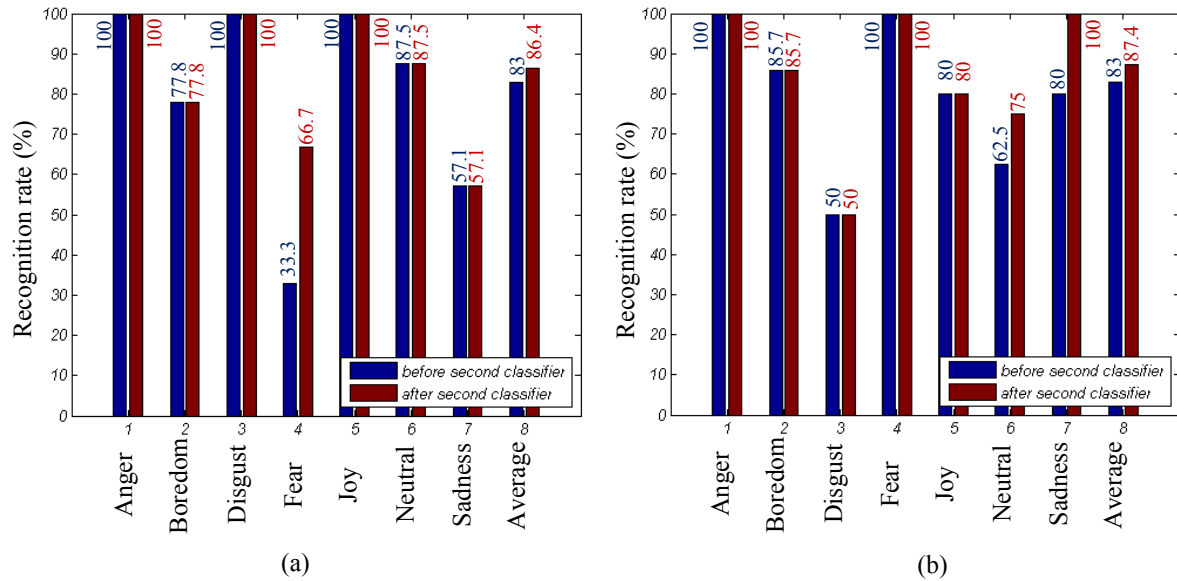 Recognition rate (%)
100
90
80
70
60
50
40
30
20
10
0
100
100
77.8
77.8
100
100
33.3
66.7
100
100
87.5
87.5
57.1
57.1
83
86.4
before second classifier
after second classifier
1
2
3
4
5
6
7
8
Anger
Boredom
Disgust
Fear
Joy
Neutral
Sadness
Average
(a)
Recognition rate (%)
100
90
80
70
60
50
40
30
20
10
0
100
100
85.7
85.7
50
50
100
100
80
80
62.5
75
80
100
83
87.4
before second classifier
after second classifier
1
2
3
4
5
6
7
8
Anger
Boredom
Disgust
Fear
Joy
Neutral
Sadness
Average
(b)